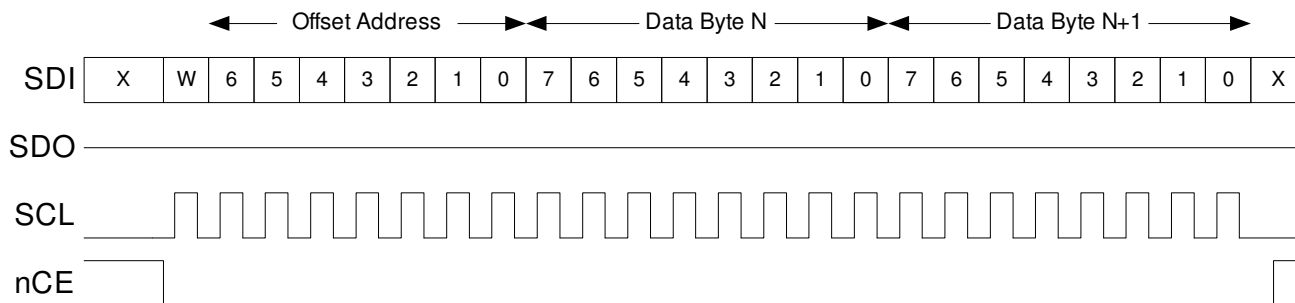 Offset Address Data Byte N Data Byte N+1
SDI X W 6 5 4 3 2 1 0 7 6 5 4 3 2 1 0 7 6 5 4 3 2 1 0 X
SDO
SCL
nCE